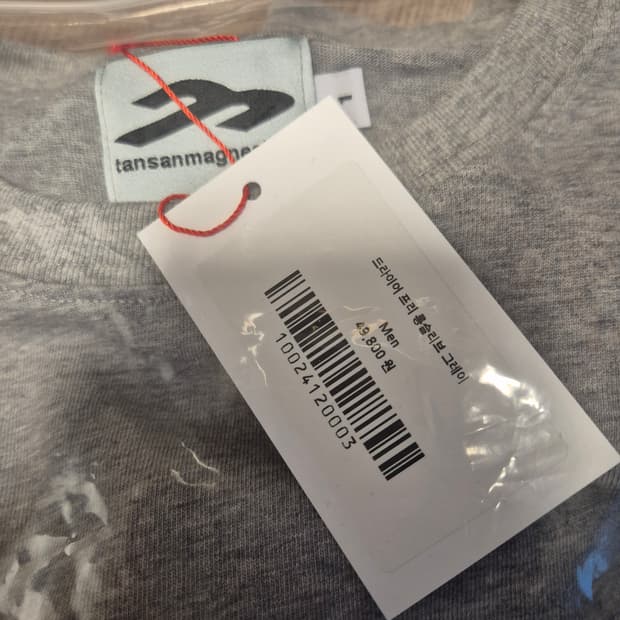 tansanmagne
드라이어 프리 롱슬리브 그레이
Men
49,800 원
10024120003